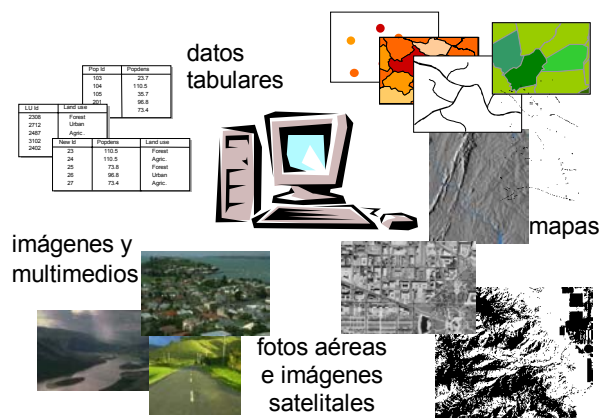 datos
tabulares
Pop Id Popdens
103 23.7
104 110.5
105 35.7
201 96.8
73.4
LU Id Land use
2308 Forest
2712 Urban
2487 Agric.
3102
2402
New Id Popdens Land use
23 110.5 Forest
24 110.5 Agric.
25 73.8 Forest
26 96.8 Urban
27 73.4 Agric.
mapas
imágenes y
multimedios
fotos aéreas
e imágenes
satelitales